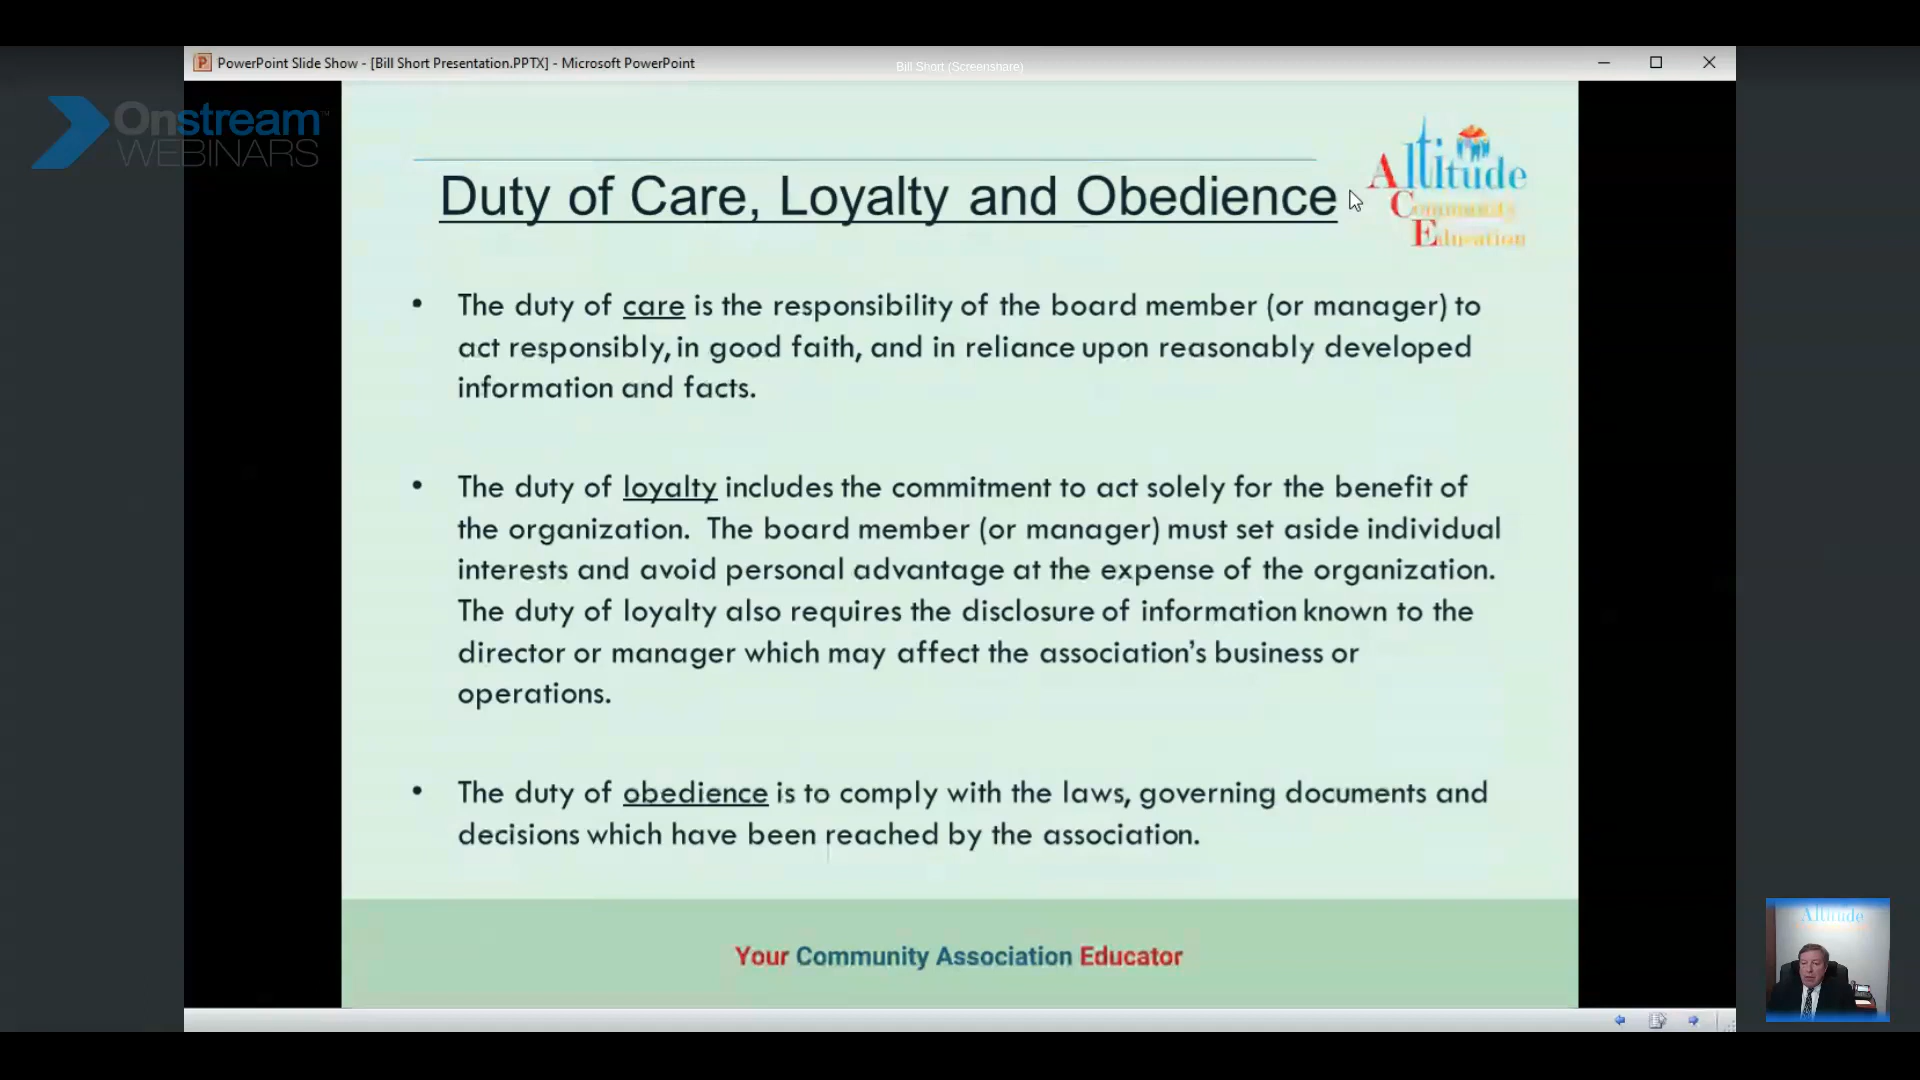 PowerPoint Slide Show - [Bill Short Presentation.PPTX] - Microsoft PowerPoint
Bill Short (Screenshare)
Onstream™
WEBINARS
Altitude
Community
Education
Duty of Care, Loyalty and Obedience
• The duty of care is the responsibility of the board member (or manager) to
act responsibly, in good faith, and in reliance upon reasonably developed
information and facts.
• The duty of loyalty includes the commitment to act solely for the benefit of
the organization. The board member (or manager) must set aside individual
interests and avoid personal advantage at the expense of the organization.
The duty of loyalty also requires the disclosure of information known to the
director or manager which may affect the association's business or
operations.
• The duty of obedience is to comply with the laws, governing documents and
decisions which have been reached by the association.
Your Community Association Educator
Altitude